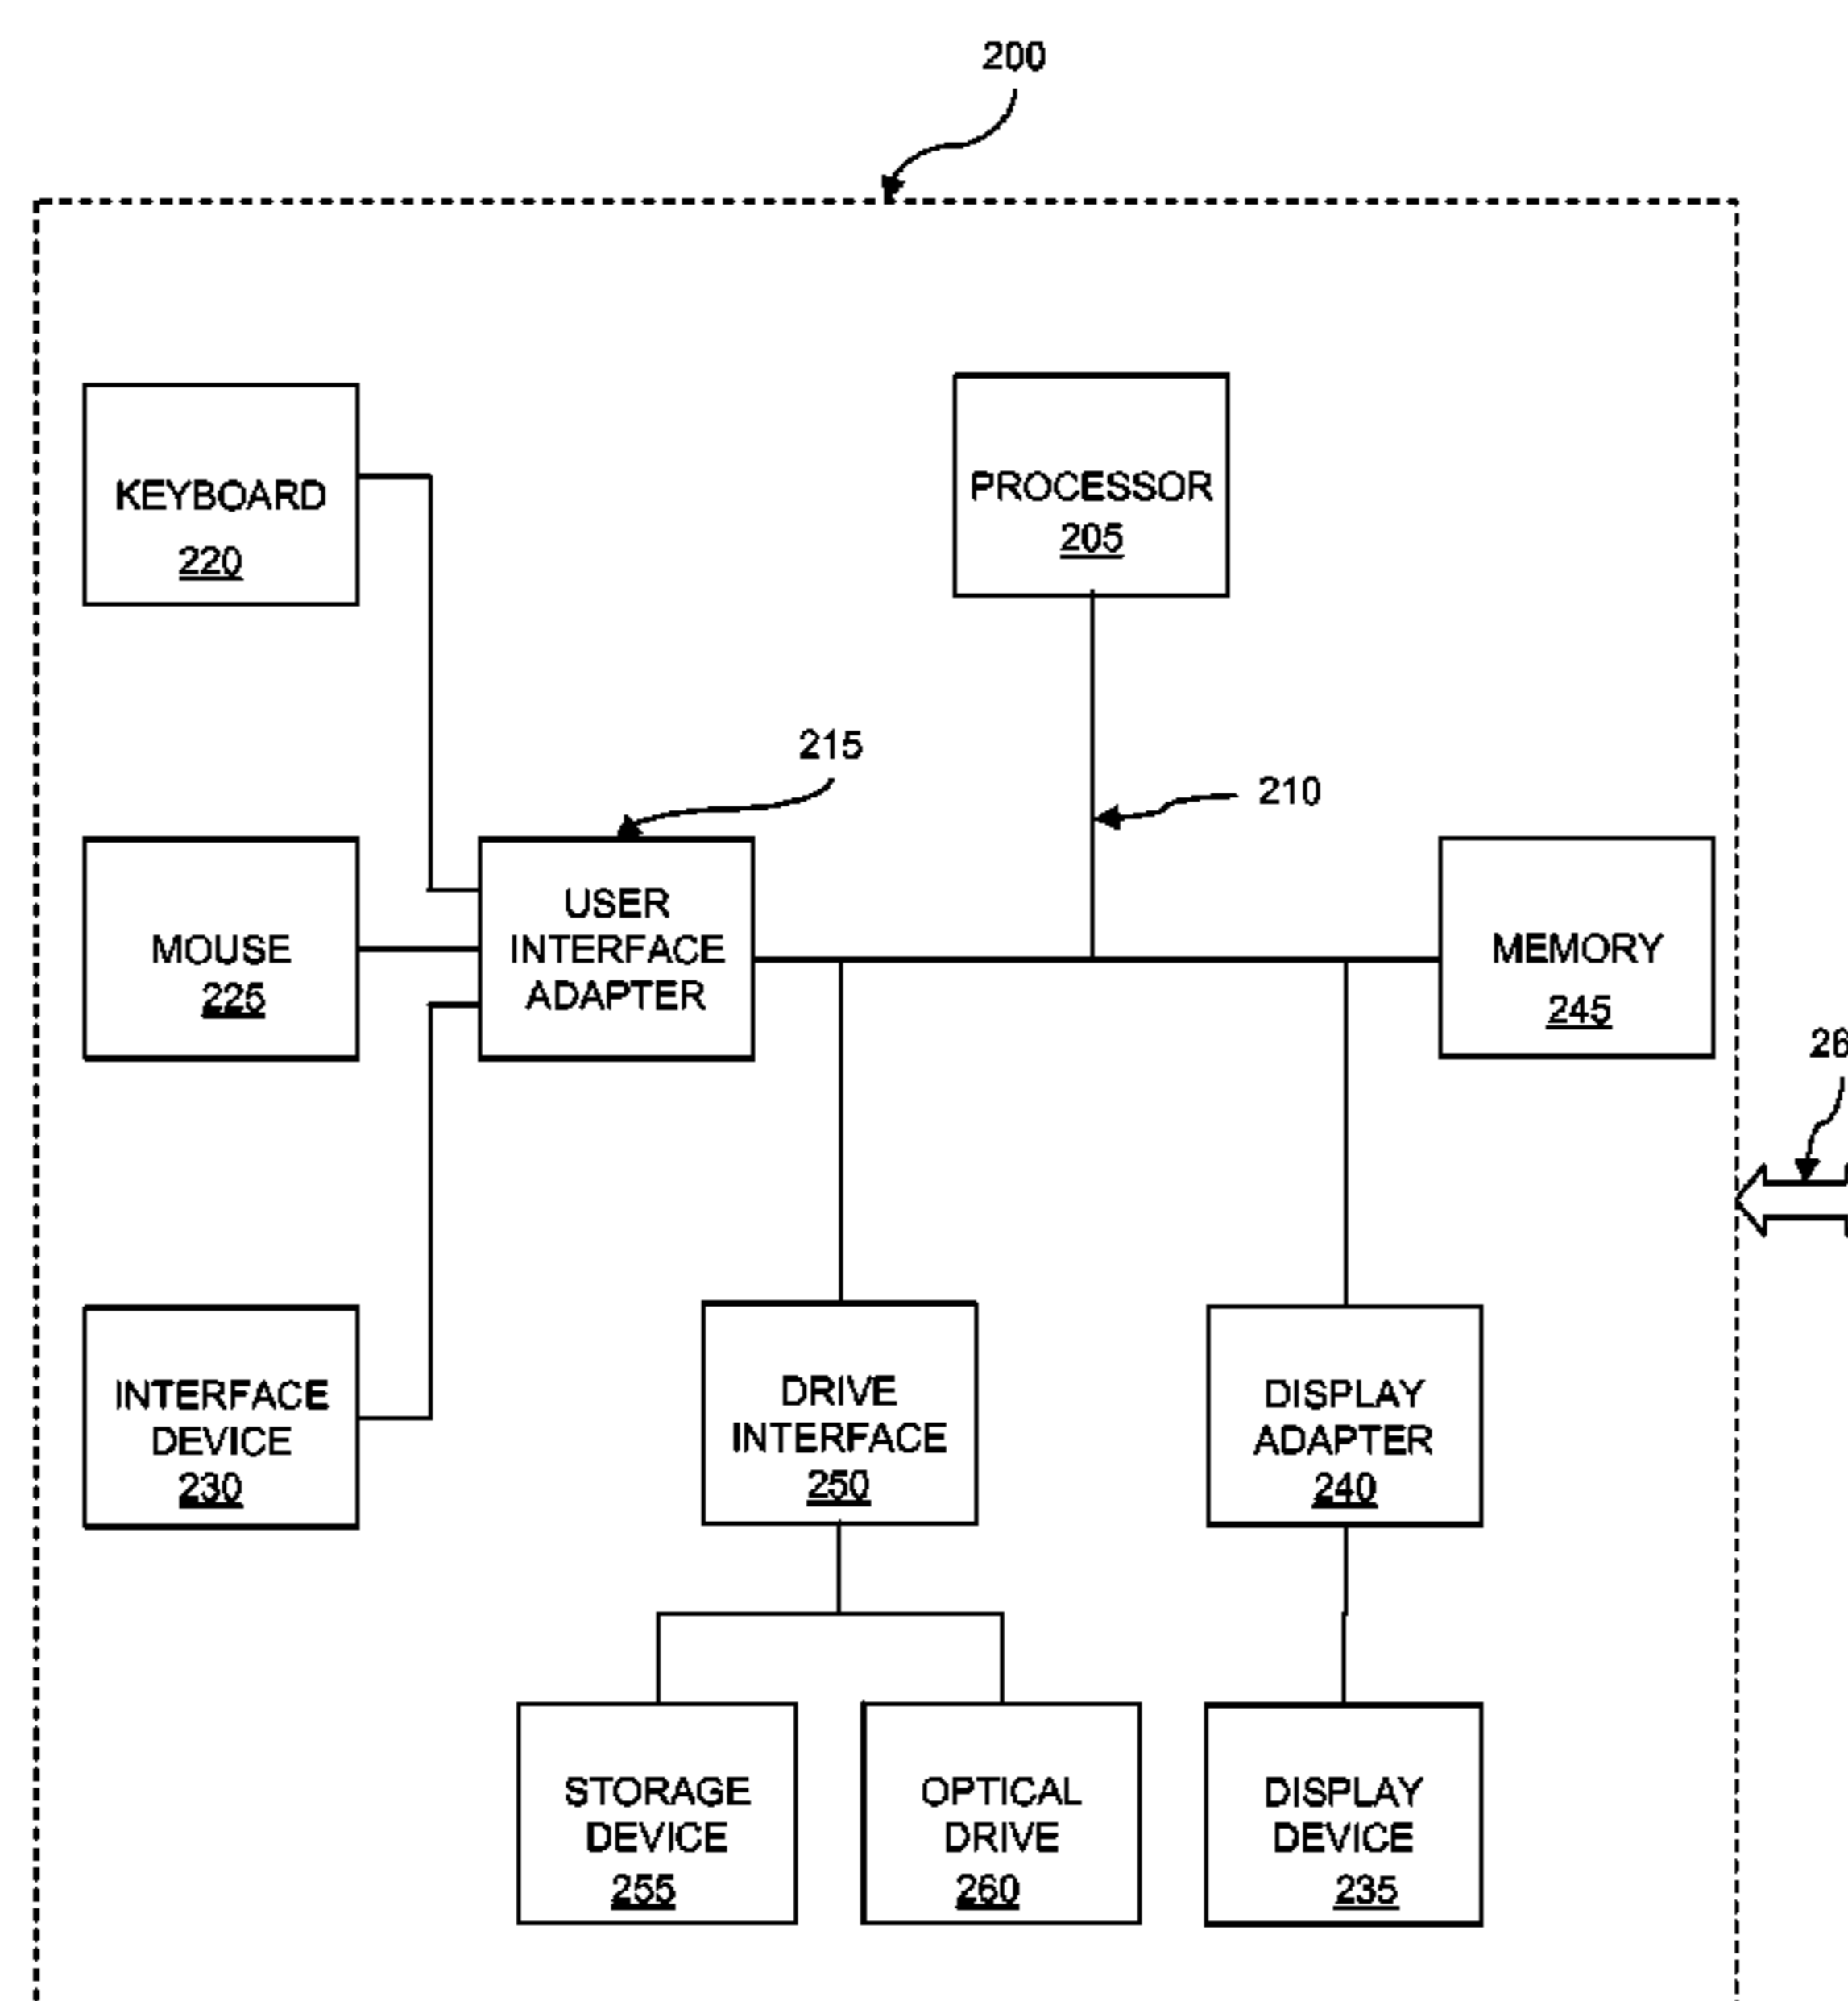 200
KEYBOARD
220
PROCESSOR
205
215
210
USER
INTERFACE
ADAPTER
MOUSE
225
MEMORY
245
INTERFACE
DEVICE
230
DRIVE
INTERFACE
250
DISPLAY
ADAPTER
240
STORAGE
DEVICE
255
OPTICAL
DRIVE
260
DISPLAY
DEVICE
235